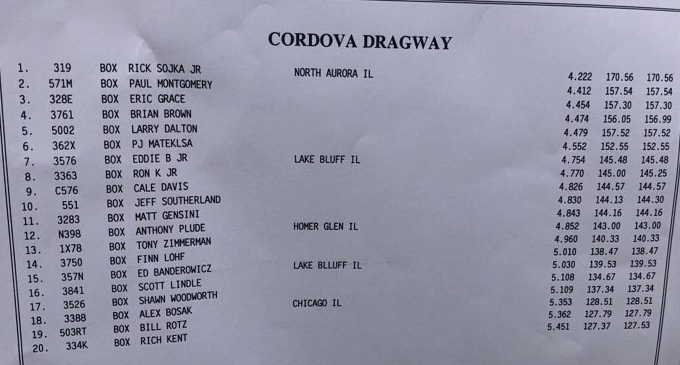 CORDOVA DRAGWAY
1. 319 BOX RICK SOJKA JR NORTH AURORA IL 4.222 170.56 170.56
2. 571M BOX PAUL MONTGOMERY 4.412 157.54 157.54
3. 328E BOX ERIC GRACE 4.454 157.30 157.30
4. 3761 BOX BRIAN BROWN 4.474 156.05 156.99
5. 5002 BOX LARRY DALTON 4.479 157.52 157.52
6. 362X BOX PJ MATEKLSA 4.552 152.55 152.55
7. 3576 BOX EDDIE B JR LAKE BLUFF IL 4.754 145.48 145.48
8. 3363 BOX RON K JR 4.770 145.00 145.25
9. C576 BOX CALE DAVIS 4.826 144.57 144.57
10. 551 BOX JEFF SOUTHERLAND 4.830 144.13 144.30
11. 3283 BOX MATT GENSINI 4.843 144.16 144.16
12. N398 BOX ANTHONY PLUDE HOMER GLEN IL 4.852 143.00 143.00
13. 1X78 BOX TONY ZIMMERMAN 4.960 140.33 140.33
14. 3750 BOX FINN LOHF 5.010 138.47 138.47
15. 357N BOX ED BANDEROWICZ LAKE BLLUFF IL 5.030 139.53 139.53
16. 3841 BOX SCOTT LINDLE 5.108 134.67 134.67
17. 3526 BOX SHAWN WOODWORTH 5.109 137.34 137.34
18. 3388 BOX ALEX BOSAK CHICAGO IL 5.353 128.51 128.51
19. 503RT BOX BILL ROTZ 5.362 127.79 127.79
20. 334K BOX RICH KENT 5.451 127.37 127.53